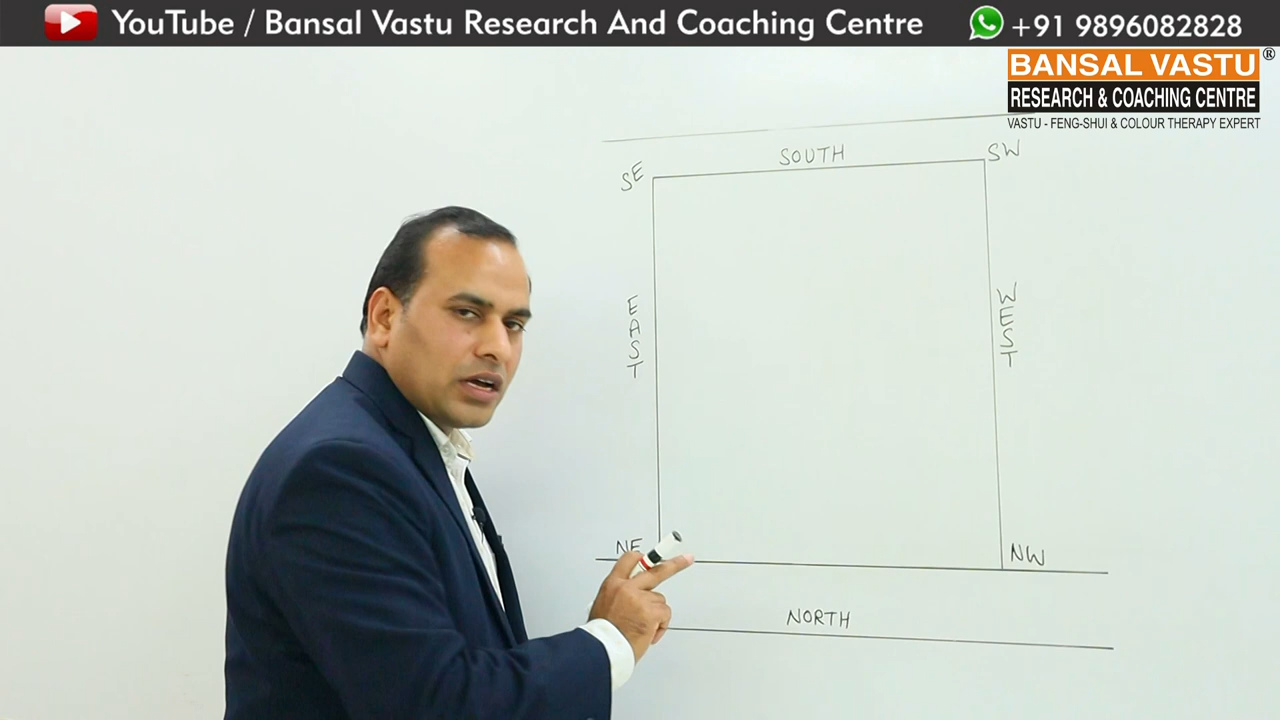 YouTube / Bansal Vastu Research And Coaching Centre +91 9896082828
BANSAL VASTU ®
RESEARCH & COACHING CENTRE
VASTU - FENG-SHUI & COLOUR THERAPY EXPERT
SE SOUTH SW
EAST WEST
NE NW
NORTH